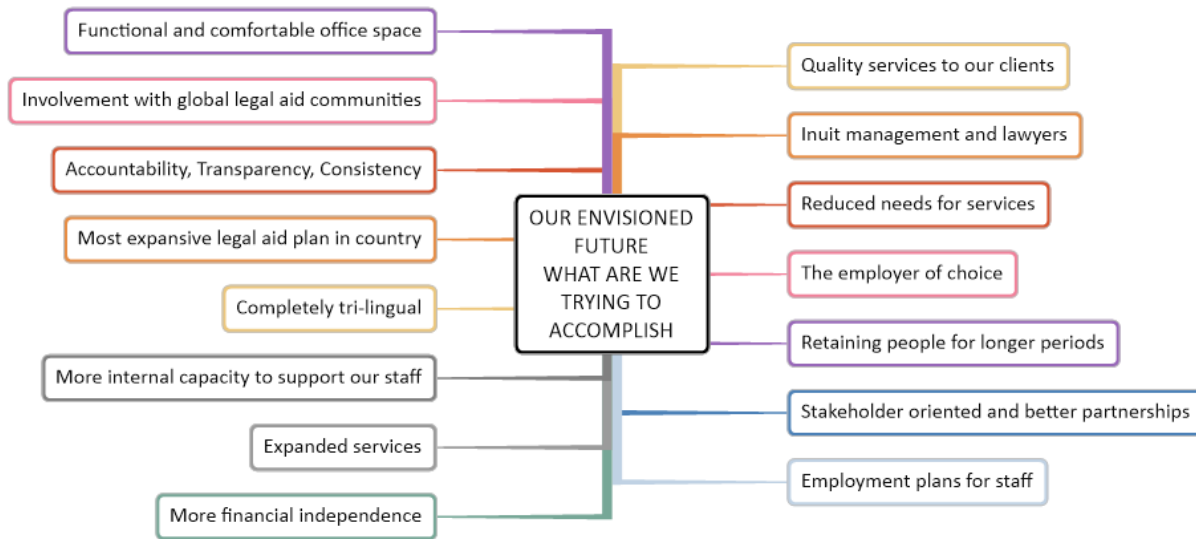 Functional and comfortable office space
Involvement with global legal aid communities
Accountability, Transparency, Consistency
Most expansive legal aid plan in country
Completely tri-lingual
More internal capacity to support our staff
Expanded services
More financial independence
OUR ENVISIONED
FUTURE
WHAT ARE WE
TRYING TO
ACCOMPLISH
Quality services to our clients
Inuit management and lawyers
Reduced needs for services
The employer of choice
Retaining people for longer periods
Stakeholder oriented and better partnerships
Employment plans for staff